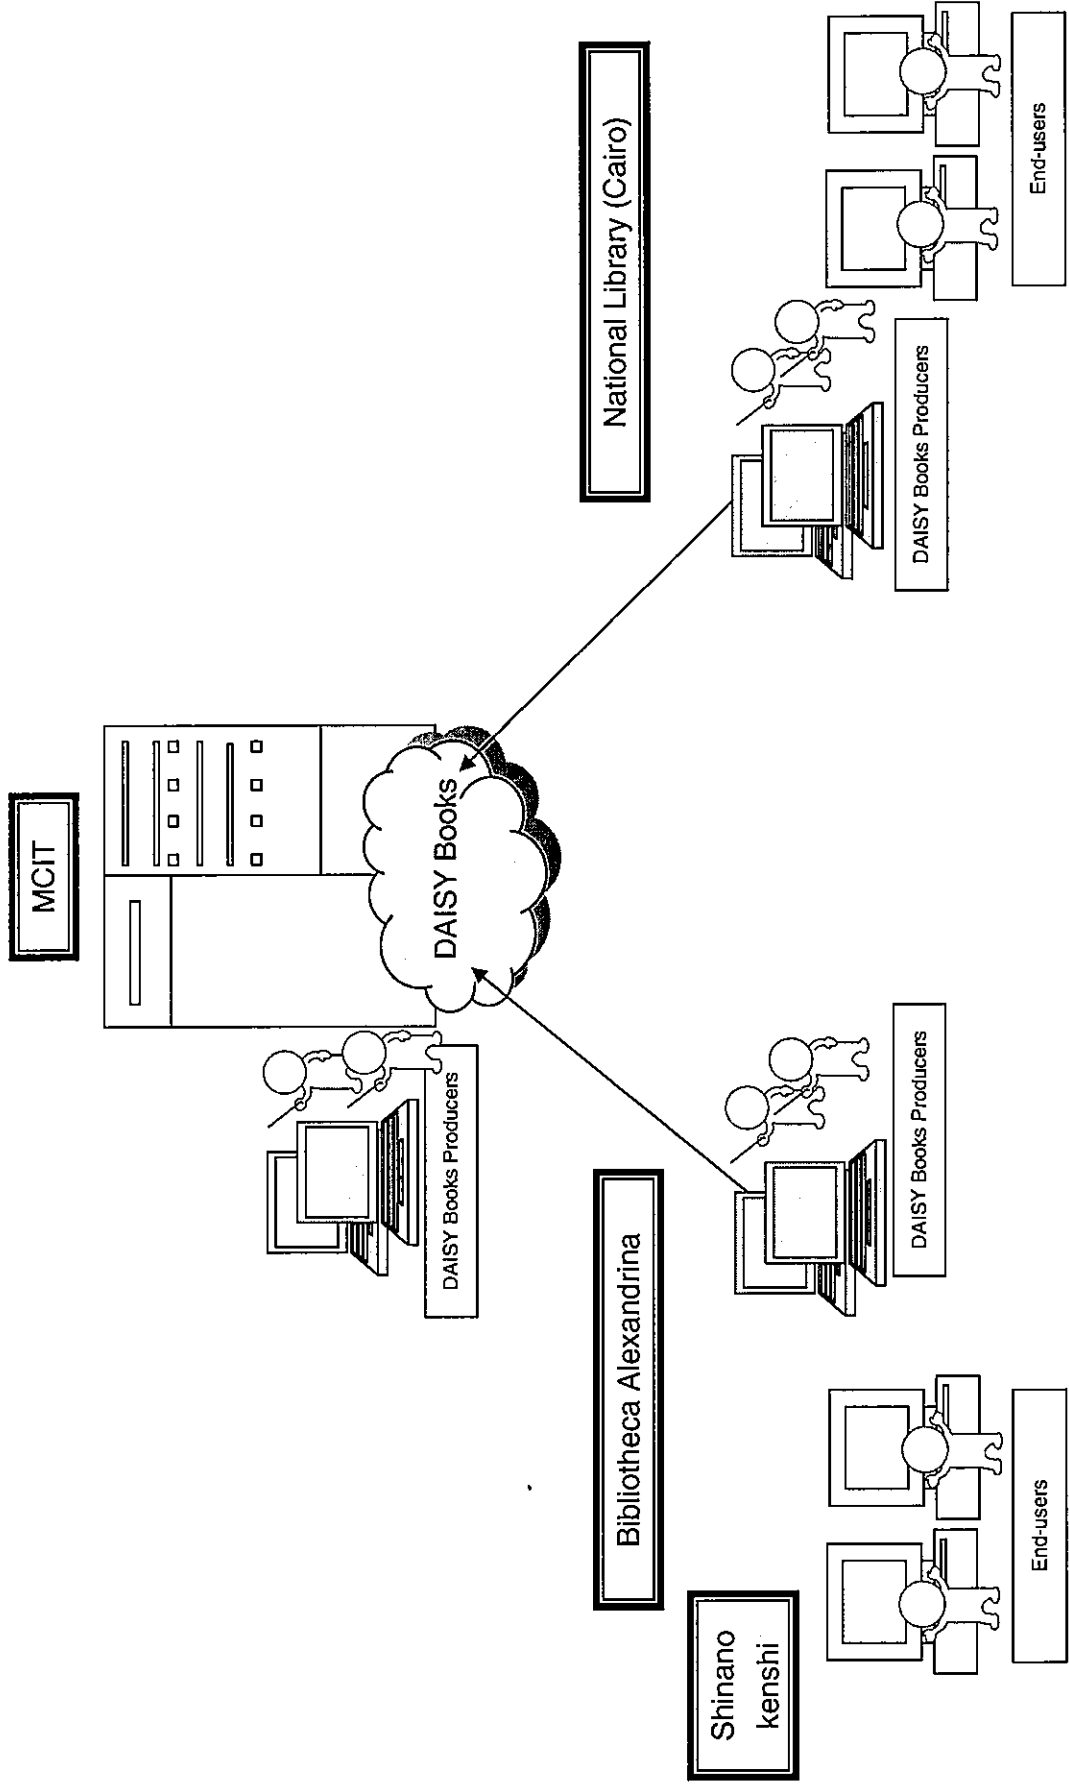 MCIT
DAISY Books Producers
DAISY Books
Bibliotheca Alexandrina
National Library (Cairo)
Shinano
kenshi
End-users
DAISY Books Producers
DAISY Books Producers
End-users